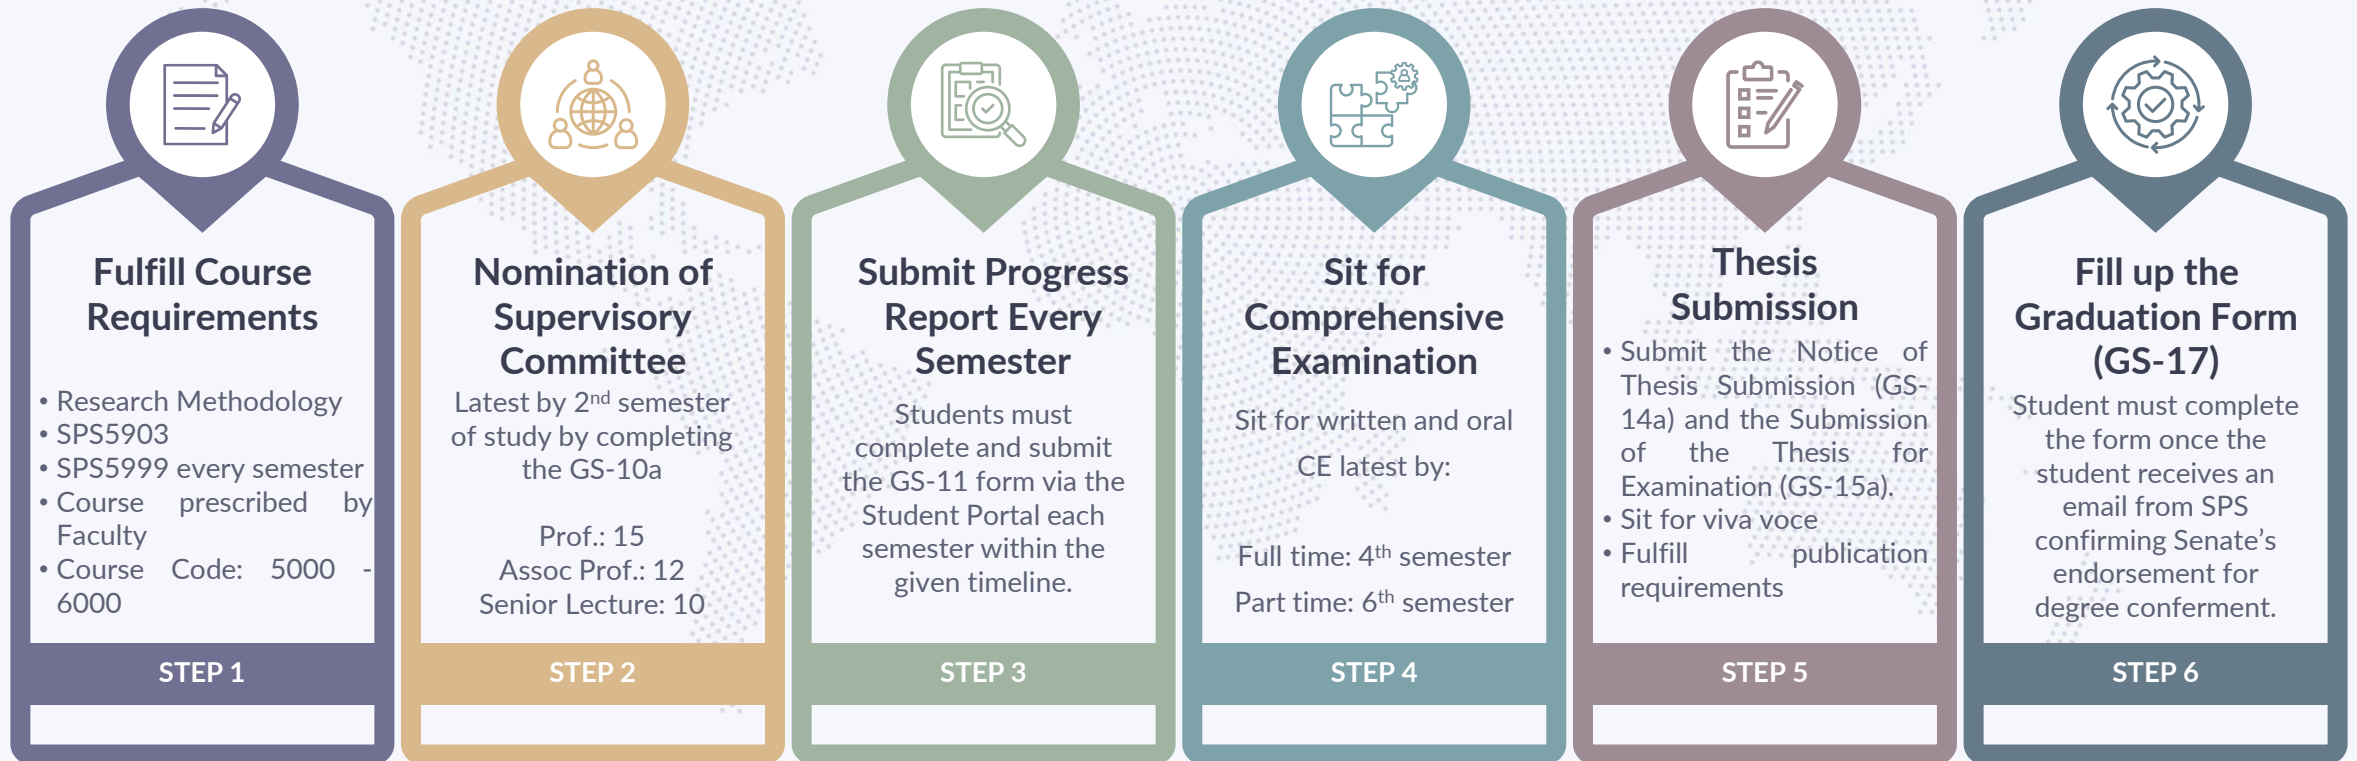 Fulfill Course
Requirements
• Research Methodology
• SPS5903
• SPS5999 every semester
• Course prescribed by
Faculty
• Course Code: 5000 -
6000
STEP 1
Nomination of
Supervisory
Committee
Latest by 2nd semester
of study by completing
the GS-10a
Prof.: 15
Assoc Prof.: 12
Senior Lecture: 10
STEP 2
Submit Progress
Report Every
Semester
Students must
complete and submit
the GS-11 form via the
Student Portal each
semester within the
given timeline.
STEP 3
Sit for
Comprehensive
Examination
Sit for written and oral
CE latest by:
Full time: 4th semester
Part time: 6th semester
STEP 4
Thesis
Submission
• Submit the Notice of
Thesis Submission (GS-
14a) and the Submission
of the Thesis for
Examination (GS-15a).
• Sit for viva voce
• Fulfill publication
requirements
STEP 5
Fill up the
Graduation Form
(GS-17)
Student must complete
the form once the
student receives an
email from SPS
confirming Senate’s
endorsement for
degree conferment.
STEP 6